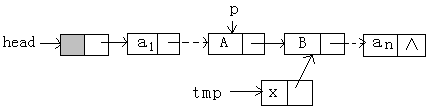 p
head a1 A B an ∧
tmp x